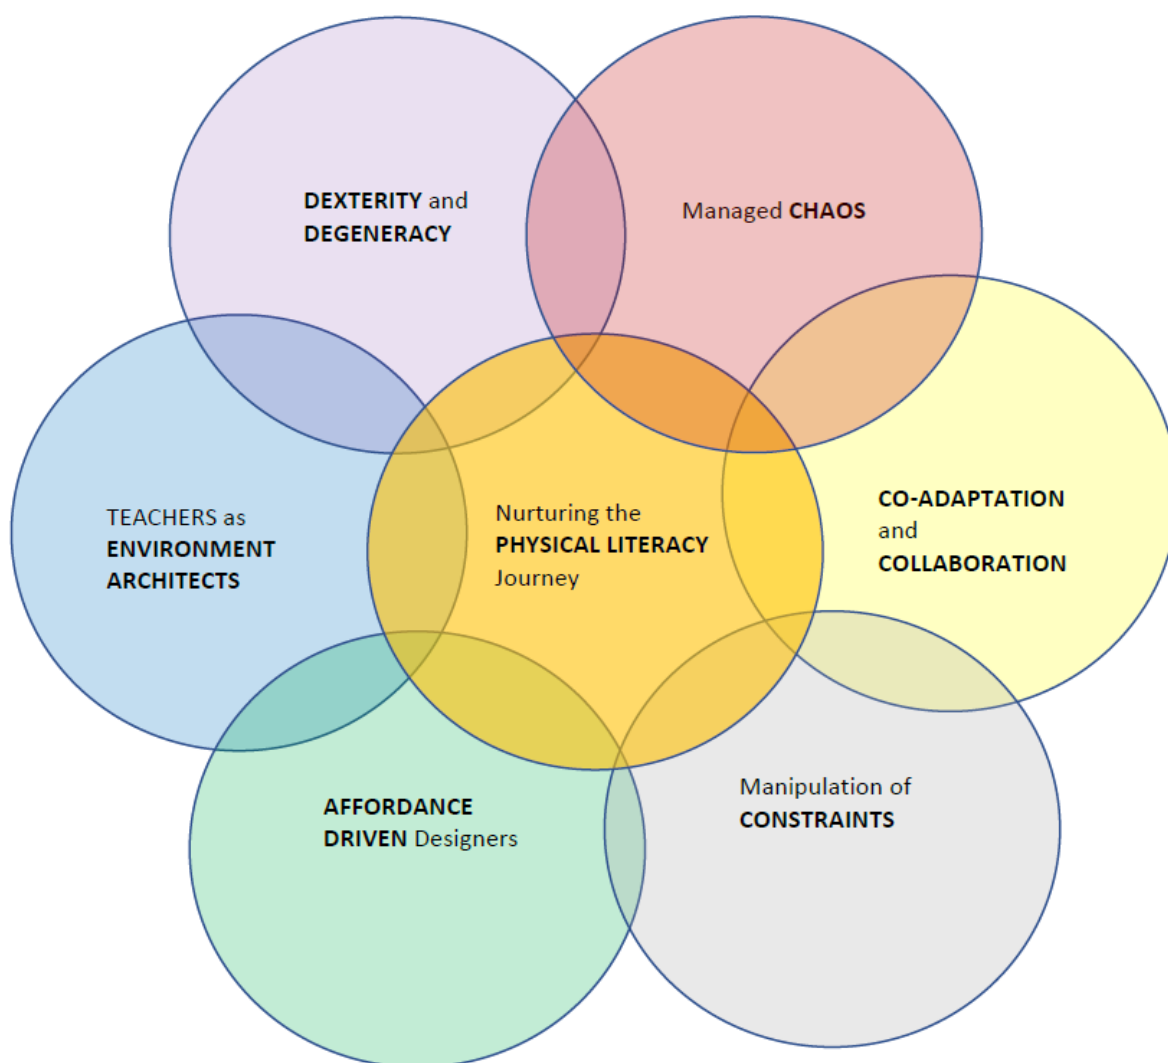 DEXTERITY and
DEGENERACY
Managed CHAOS
TEACHERS as
ENVIRONMENT
ARCHITECTS
Nurturing the
PHYSICAL LITERACY
Journey
CO-ADAPTATION
and
COLLABORATION
AFFORDANCE
DRIVEN Designers
Manipulation of
CONSTRAINTS